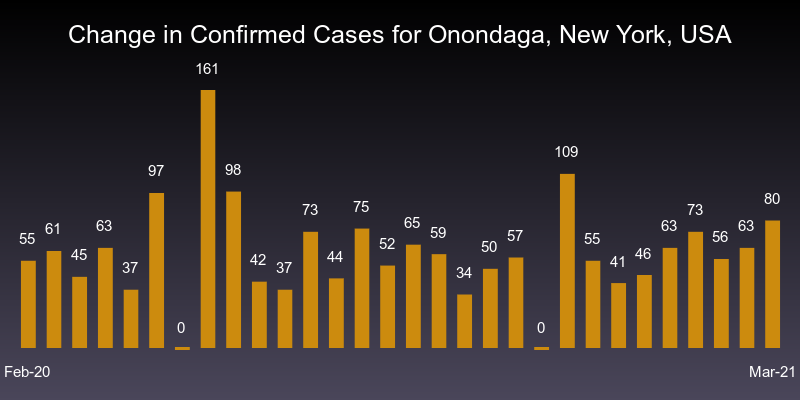 Change in Confirmed Cases for Onondaga, New York, USA
55 61 45 63 37 97 0 161 98 42 37 73 44 75 52 65 59 34 50 57 0 109 55 41 46 63 73 56 63 80
Feb-20 Mar-21